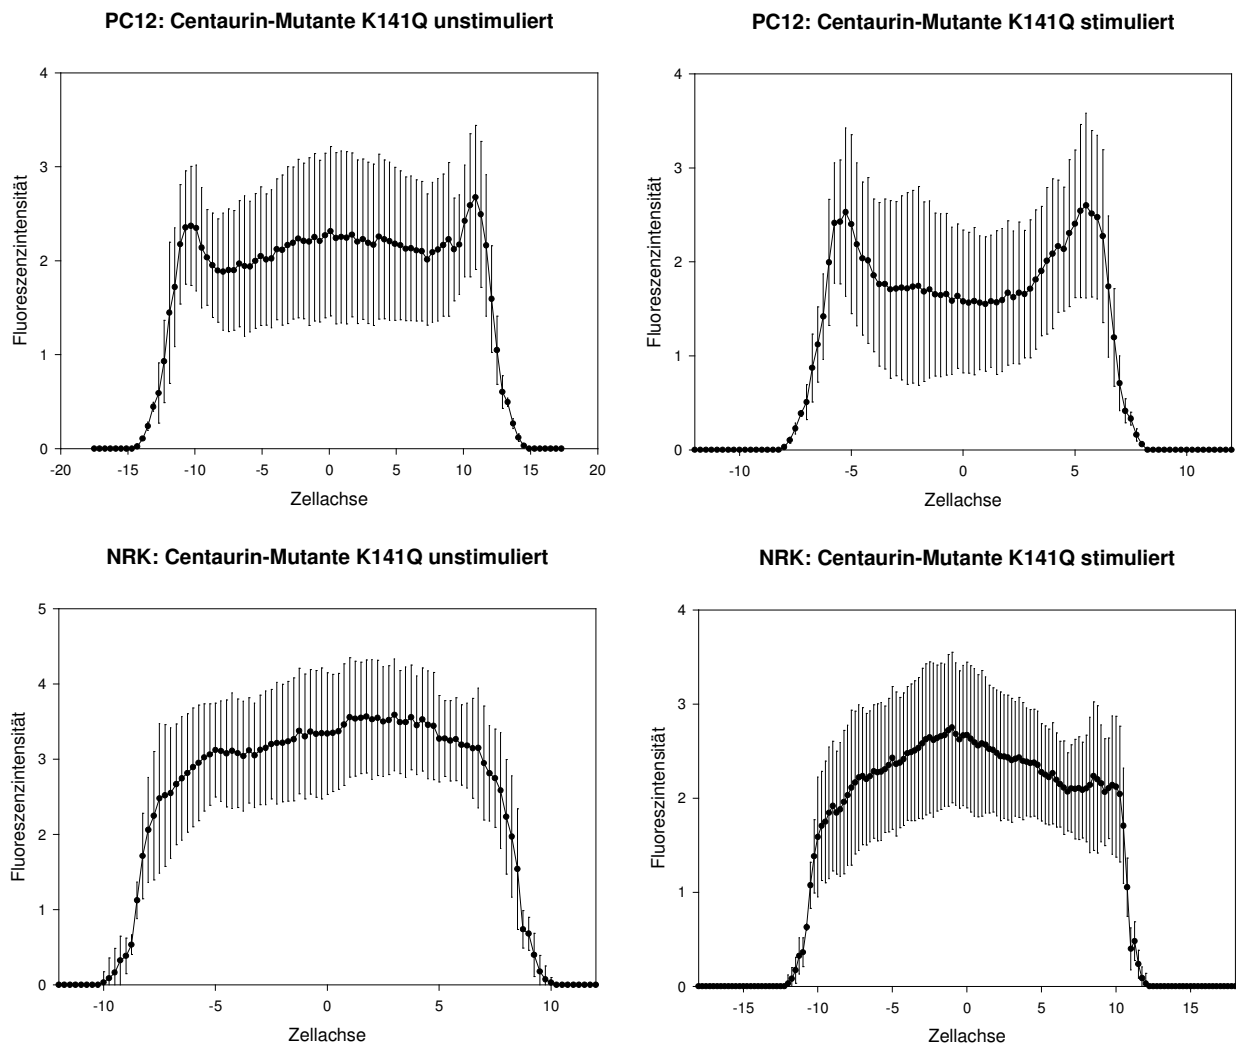 PC12: Centaurin-Mutante K141Q unstimuliert
4
3
2
1
0
Fluoreszenzintensität
-20 -15 -10 -5 0 5 10 15 20
Zellachse
PC12: Centaurin-Mutante K141Q stimuliert
4
3
2
1
0
Fluoreszenzintensität
-10 -5 0 5 10
Zellachse
NRK: Centaurin-Mutante K141Q unstimuliert
5
4
3
2
1
0
Fluoreszenzintensität
-10 -5 0 5 10
Zellachse
NRK: Centaurin-Mutante K141Q stimuliert
4
3
2
1
0
Fluoreszintensität
-15 -10 -5 0 5 10 15
Zellachse